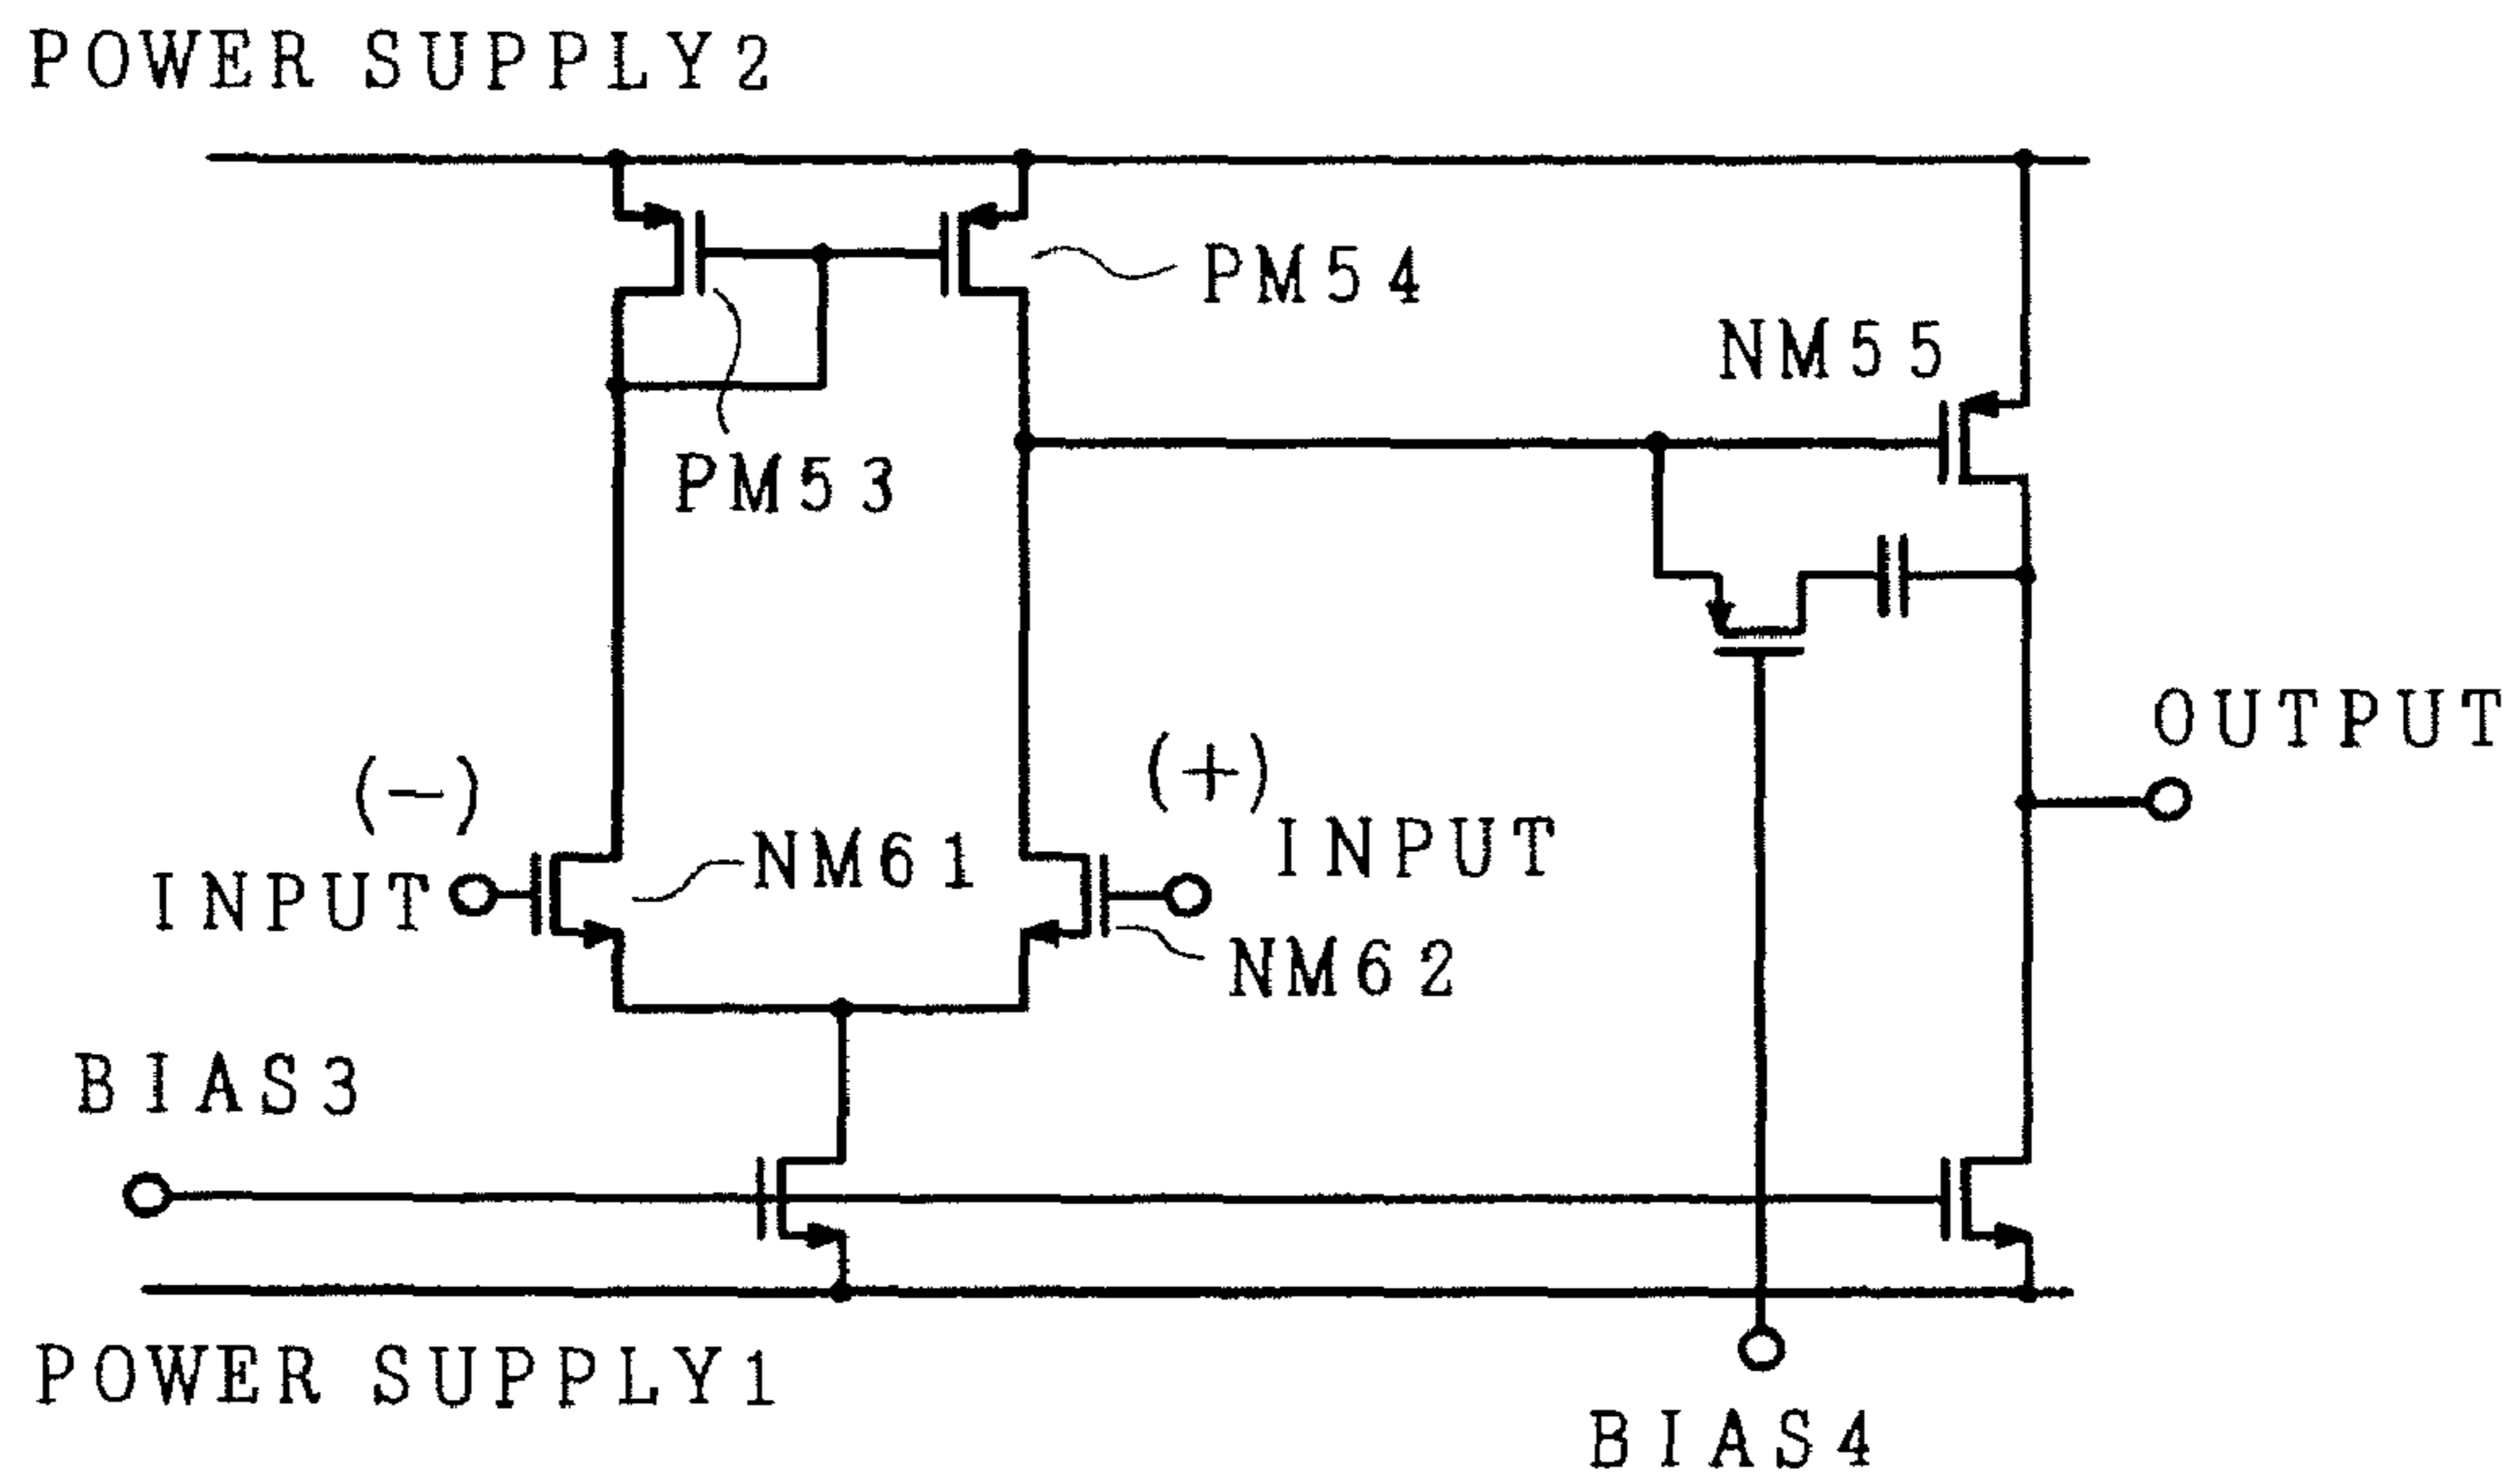 POWER SUPPLY2
PM54
NM55
PM53
OUTPUT
(-)
(+)
INPUT
NM61
INPUT
NM62
BIAS3
POWER SUPPLY1
BIAS4